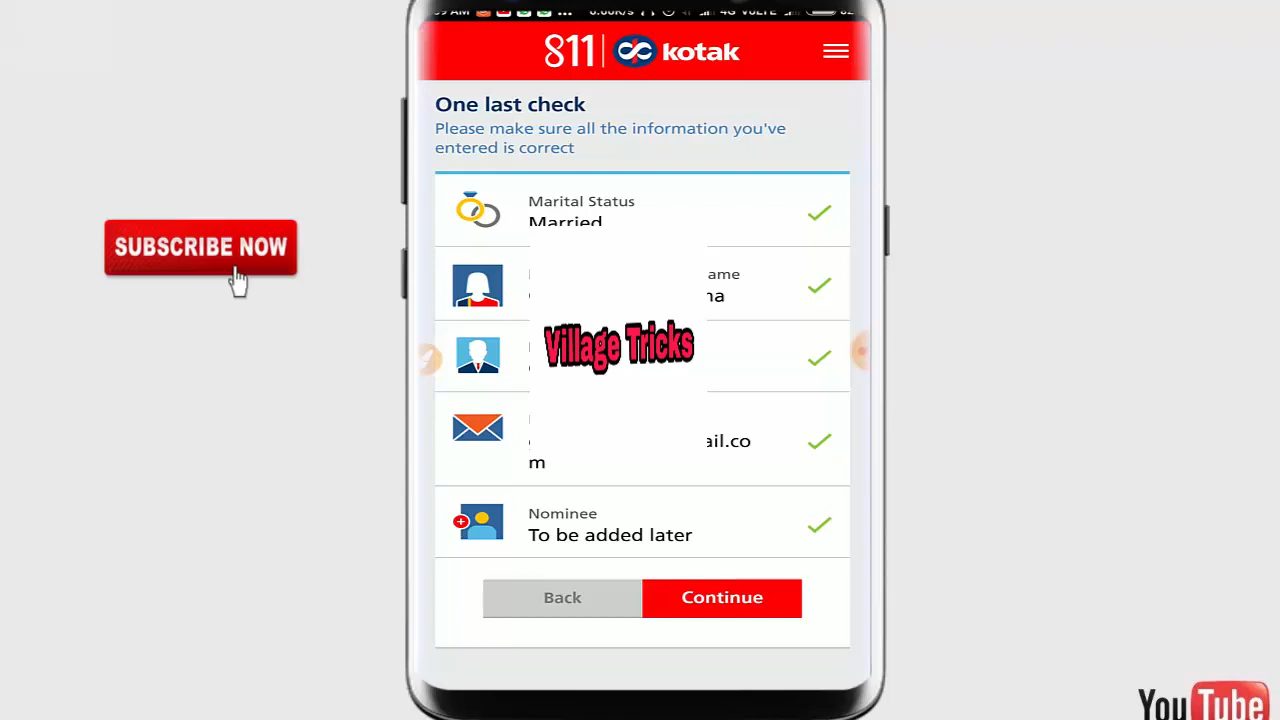 811 | kotak
One last check
Please make sure all the information you've
entered is correct
Marital Status
Married
ame
na
Village Tricks
ail.co
m
Nominee
To be added later
Back Continue
SUBSCRIBE NOW
YouTube